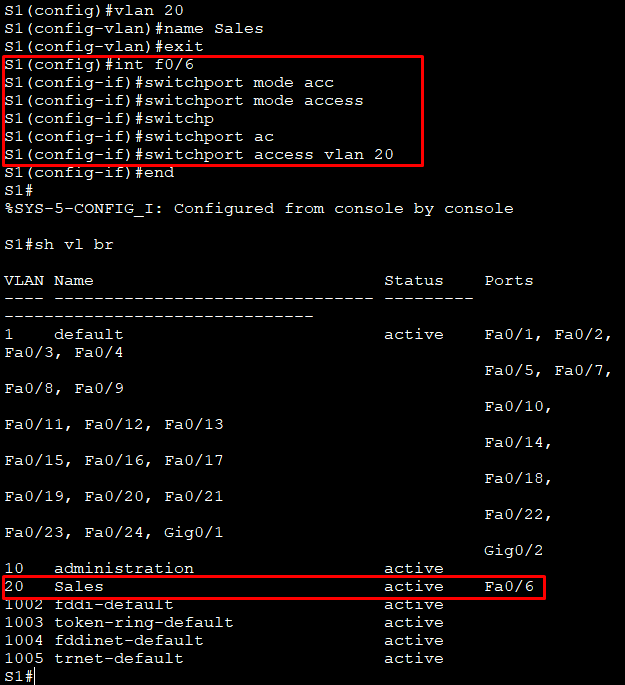 S1(config)#vlan 20
S1(config-vlan)#name Sales
S1(config-vlan)#exit
S1(config)#int f0/6
S1(config-if)#switchport mode acc
S1(config-if)#switchport mode access
S1(config-if)#switchp
S1(config-if)#switchport ac
S1(config-if)#switchport access vlan 20
S1(config-if)#end
S1#
%SYS-5-CONFIG_I: Configured from console by console
S1#sh vl br
VLAN Name                             Status    Ports
---- -------------------------------- ---------
-------------------------------
1    default                          active    Fa0/1, Fa0/2,
Fa0/3, Fa0/4
                                                Fa0/5, Fa0/7,
Fa0/8, Fa0/9
                                                Fa0/10,
Fa0/11, Fa0/12, Fa0/13
                                                Fa0/14,
Fa0/15, Fa0/16, Fa0/17
                                                Fa0/18,
Fa0/19, Fa0/20, Fa0/21
                                                Fa0/22,
Fa0/23, Fa0/24, Gig0/1
                                                Gig0/2
10   administration                   active
20   Sales                            active    Fa0/6
1002 fddi-default                     active
1003 token-ring-default               active
1004 fddinet-default                  active
1005 trnet-default                    active
S1#